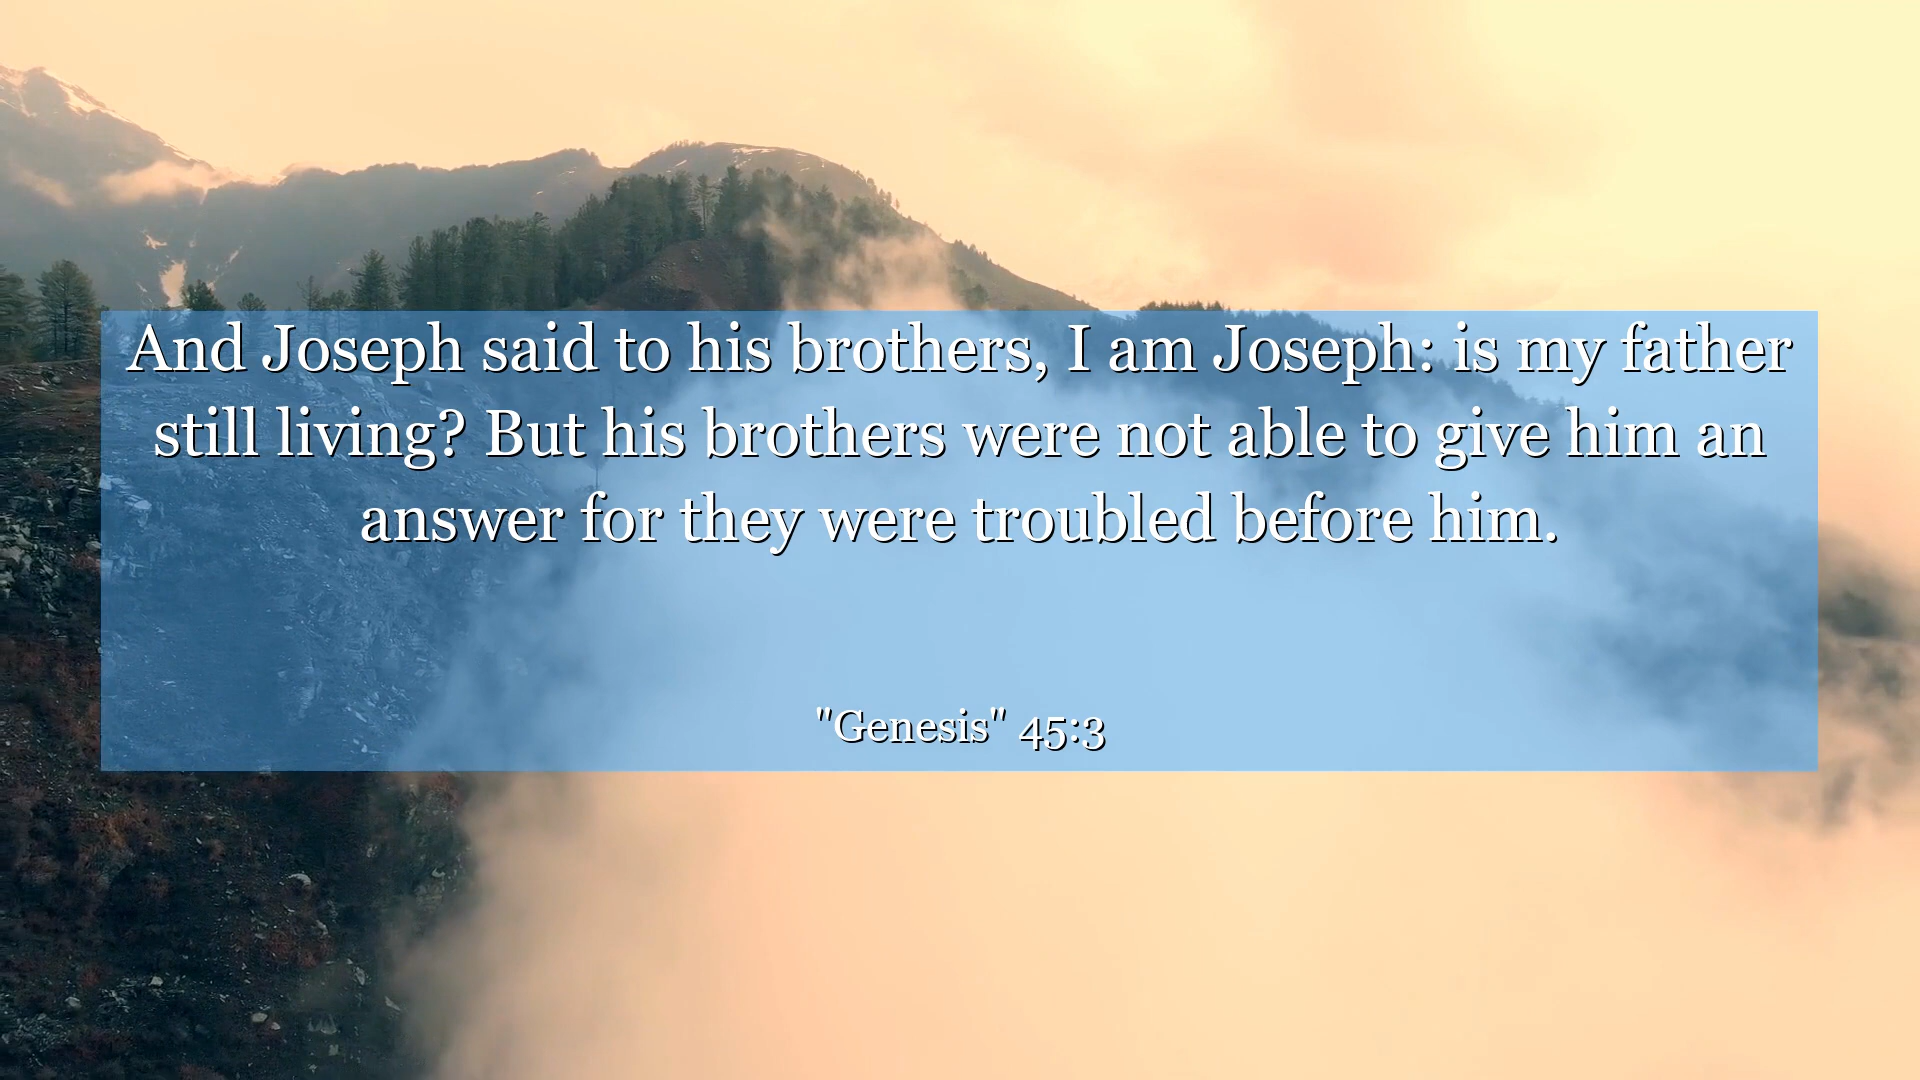 And Joseph said to his brothers, I am Joseph: is my father
still living? But his brothers were not able to give him an
answer for they were troubled before him.
"Genesis" 45:3